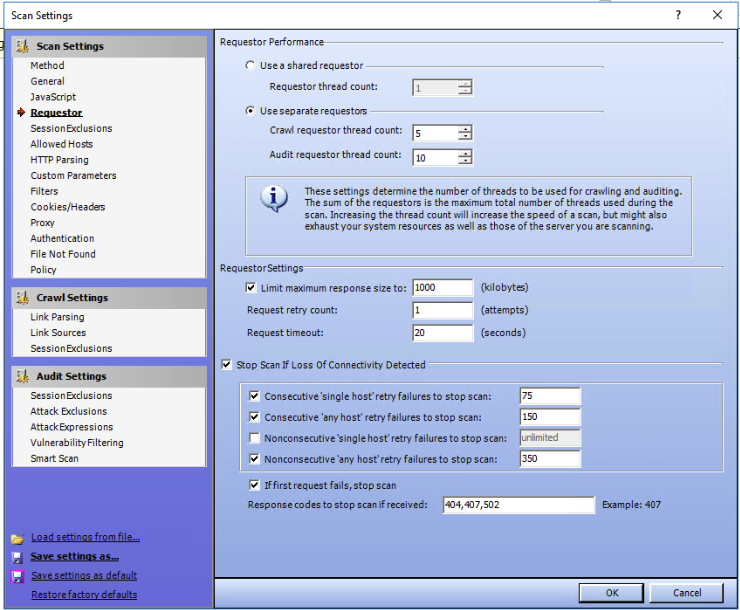 Scan Settings
? ×
Scan Settings
Method
General
JavaScript
Requestor
SessionExclusions
Allowed Hosts
HTTP Parsing
Custom Parameters
Filters
Cookies/Headers
Proxy
Authentication
File Not Found
Policy
Crawl Settings
Link Parsing
Link Sources
SessionExclusions
Audit Settings
SessionExclusions
Attack Exclusions
AttackExpressions
Vulnerability Filtering
Smart Scan
Load settings from file...
Save settings as...
Save settings as default
Restore factory defaults
Requestor Performance
Use a shared requestor
Requestor thread count: 1
Use separate requestors
Crawl requestor thread count: 5
Audit requestor thread count: 10
These settings determine the number of threads to be used for crawling and auditing.
The sum of the requestors is the maximum total number of threads used during the
scan. Increasing the thread count will increase the speed of a scan, but might also
exhaust your system resources as well as those of the server you are scanning.
Requestor Settings
Limit maximum response size to: 1000 (kilobytes)
Request retry count: 1 (attempts)
Request timeout: 20 (seconds)
Stop Scan If Loss Of Connectivity Detected
Consecutive 'single host' retry failures to stop scan: 75
Consecutive 'any host' retry failures to stop scan: 150
Nonconsecutive 'single host' retry failures to stop scan: unlimited
Nonconsecutive 'any host' retry failures to stop scan: 350
If first request fails, stop scan
Response codes to stop scan if received: 404,407,502 Example: 407
OK Cancel